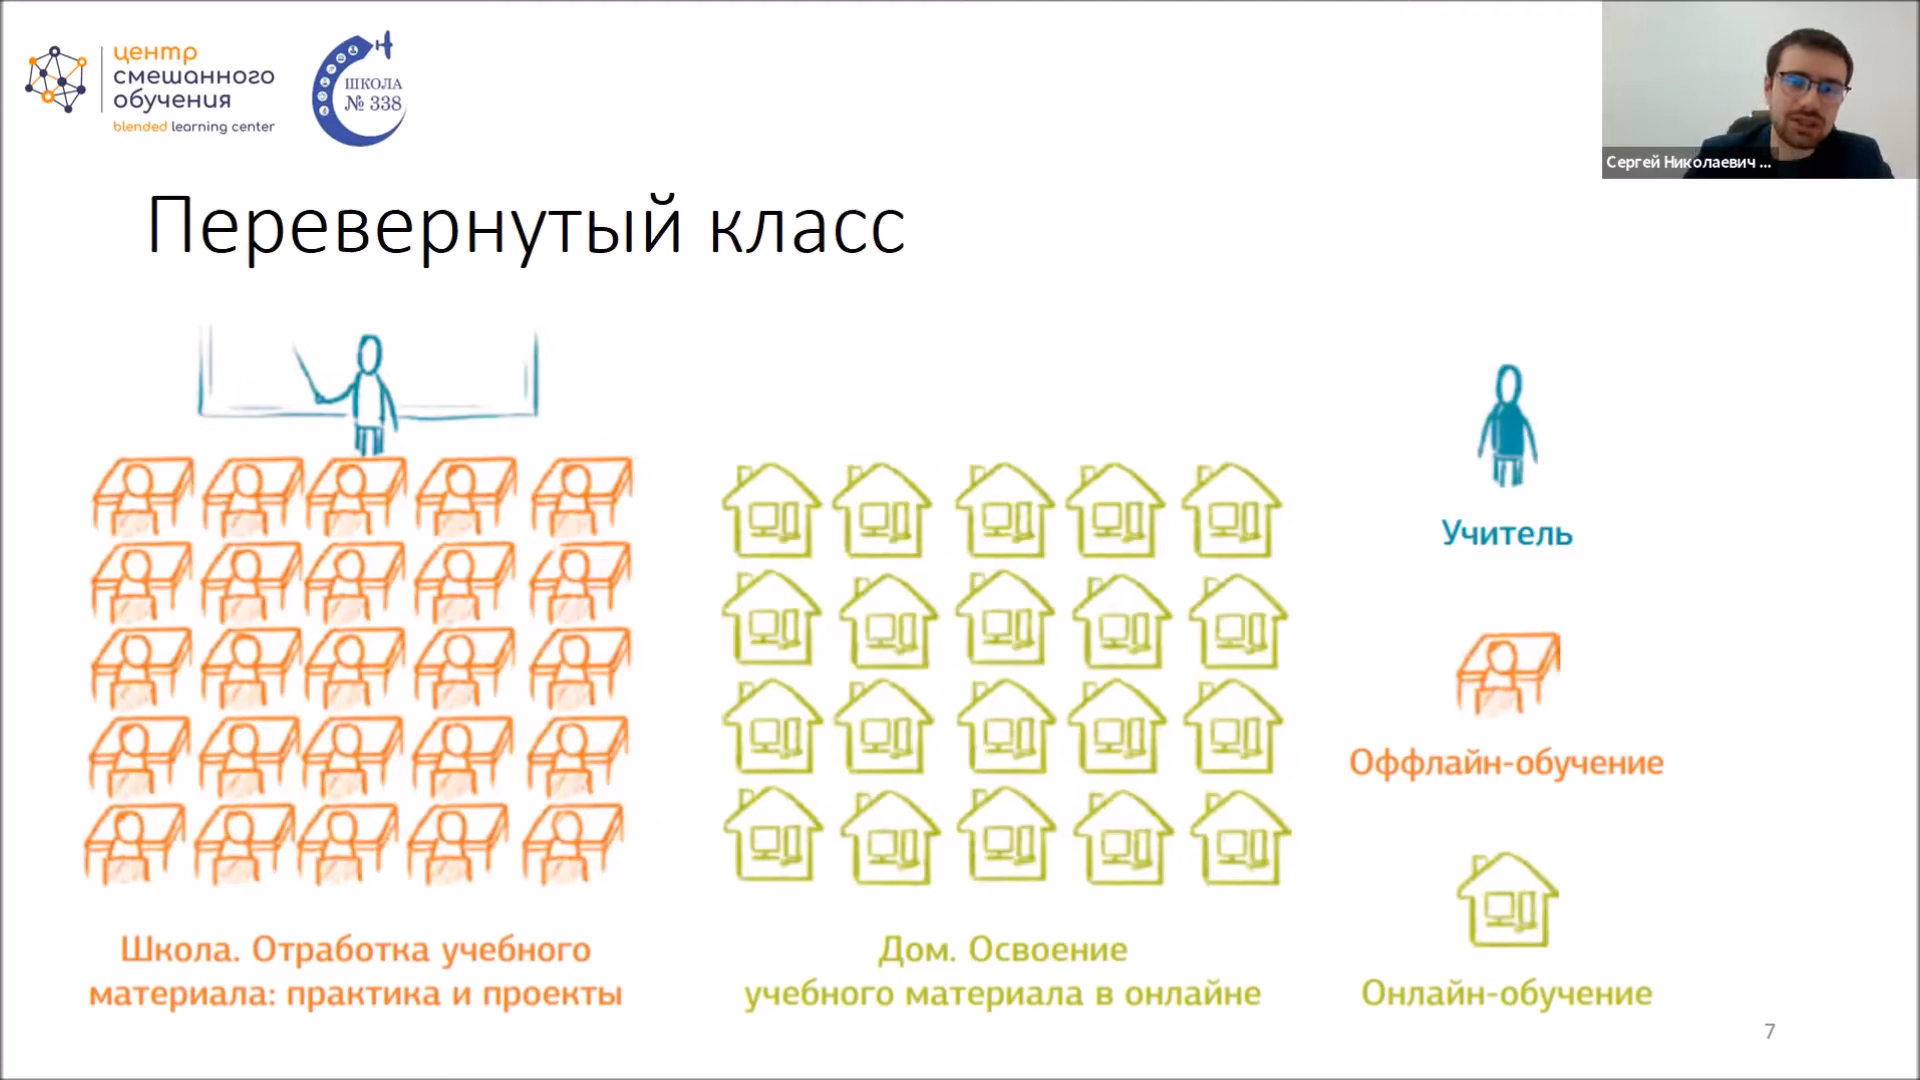 центр
смешанного
обучения
blended learning center
ШКОЛА
№ 338
Сергей Николаевич ...
Перевернутый класс
Учитель
Оффлайн-обучение
Школа. Отработка учебного
материала: практика и проекты
Дом. Освоение
учебного материала в онлайне
Онлайн-обучение
7